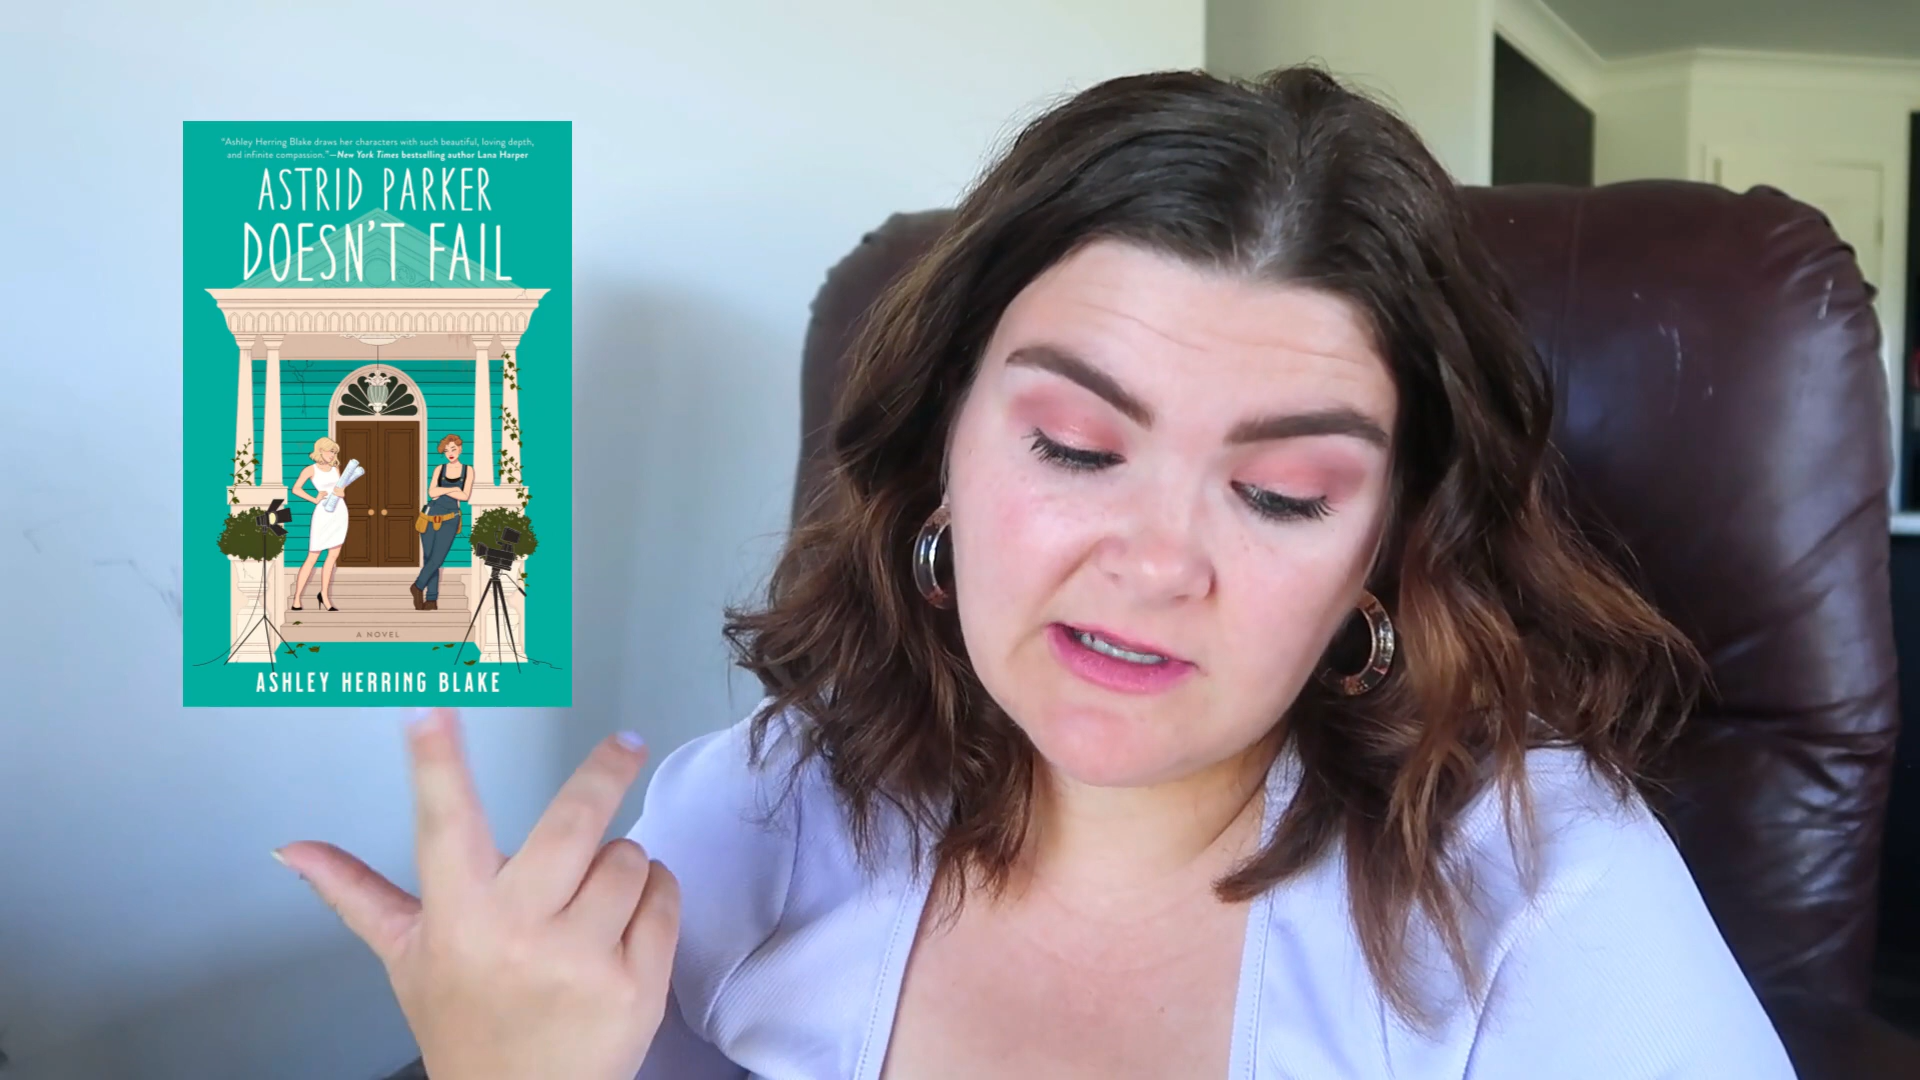 "Ashley Herring Blake draws her characters with such beautiful, loving depth,
and infinite compassion."—New York Times bestselling author Lana Harper
ASTRID PARKER
DOESN'T FAIL
A NOVEL
ASHLEY HERRING BLAKE